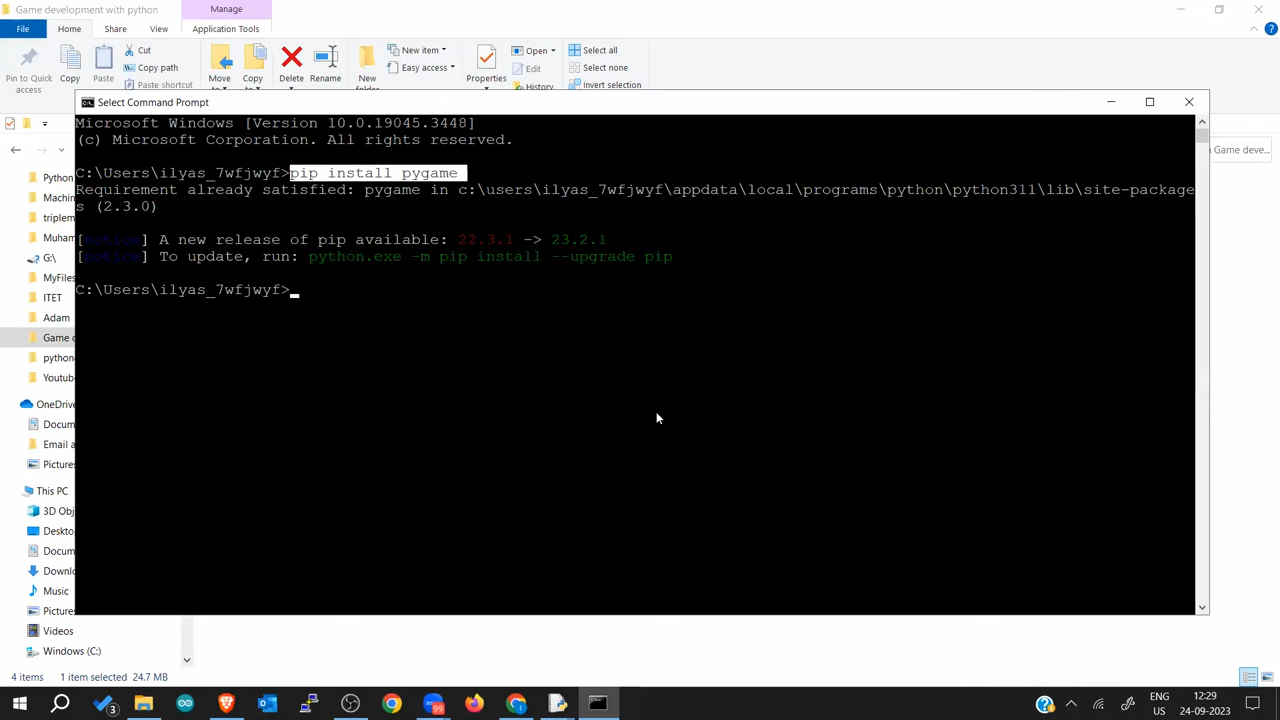 Game development with python
Manage
File
Home
Share
View
Application Tools
Pin to Quick
access
Copy
Paste
Cut
Copy path
Paste shortcut
Move
Copy
Delete
Rename
New
New item
Easy access
Properties
Open
Edit
History
Select all
Select none
Invert selection
Select Command Prompt
Microsoft Windows [Version 10.0.19045.3448]
(c) Microsoft Corporation. All rights reserved.
C:\Users\ilyas_7wfjwyf>pip install pygame
Requirement already satisfied: pygame in c:\users\ilyas_7wfjwyf\appdata\local\programs\python\python311\lib\site-package
s (2.3.0)
[notice] A new release of pip available: 22.3.1 -> 23.2.1
[notice] To update, run: python.exe -m pip install --upgrade pip
C:\Users\ilyas_7wfjwyf>
n Game deve...
Python
Machin
triplem
Muham
G:\
MyFiles
ITET
Adam
Game d
python
Youtub
OneDriv
Docum
Email a
Pictures
This PC
3D Obj
Deskto
Docum
Downl
Music
Pictures
Videos
Windows (C:)
4 items
1 item selected
24.7 MB
3
99
ENG
US
12:29
24-09-2023